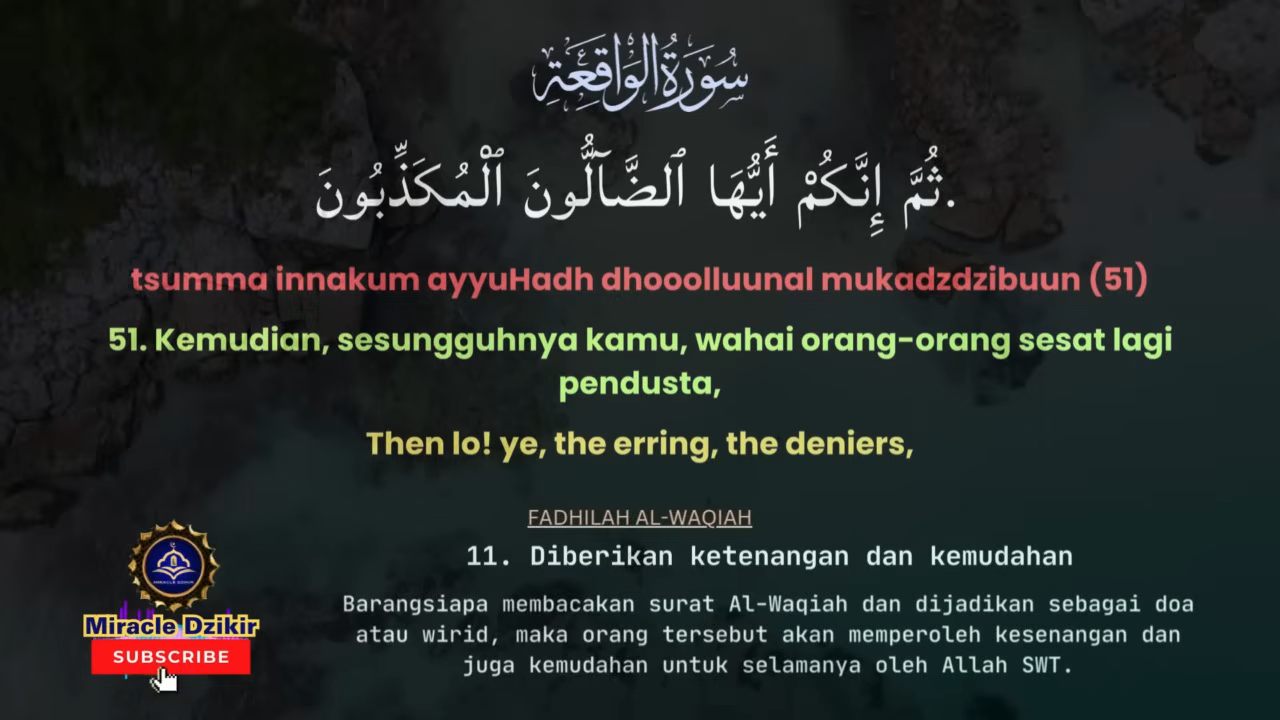 سُورَةُ الْوَاقِعَةِ
ثُمَّ إِنَّكُمْ أَيُّهَا ٱلضَّآلُّونَ ٱلْمُكَذِّبُونَ.
tsumma innakum ayyuHadh dhooolluunal mukadzdzibuun (51)
51. Kemudian, sesungguhnya kamu, wahai orang-orang sesat lagi
pendusta,
Then lo! ye, the erring, the deniers,
FADHILAH AL-WAQIAH
11. Diberikan ketenangan dan kemudahan
Barangsiapa membacakan surat Al-Waqiah dan dijadikan sebagai doa
atau wirid, maka orang tersebut akan memperoleh kesenangan dan
juga kemudahan untuk selamanya oleh Allah SWT.
MIRACLE DZIKIR
Miracle Dzikir
SUBSCRIBE